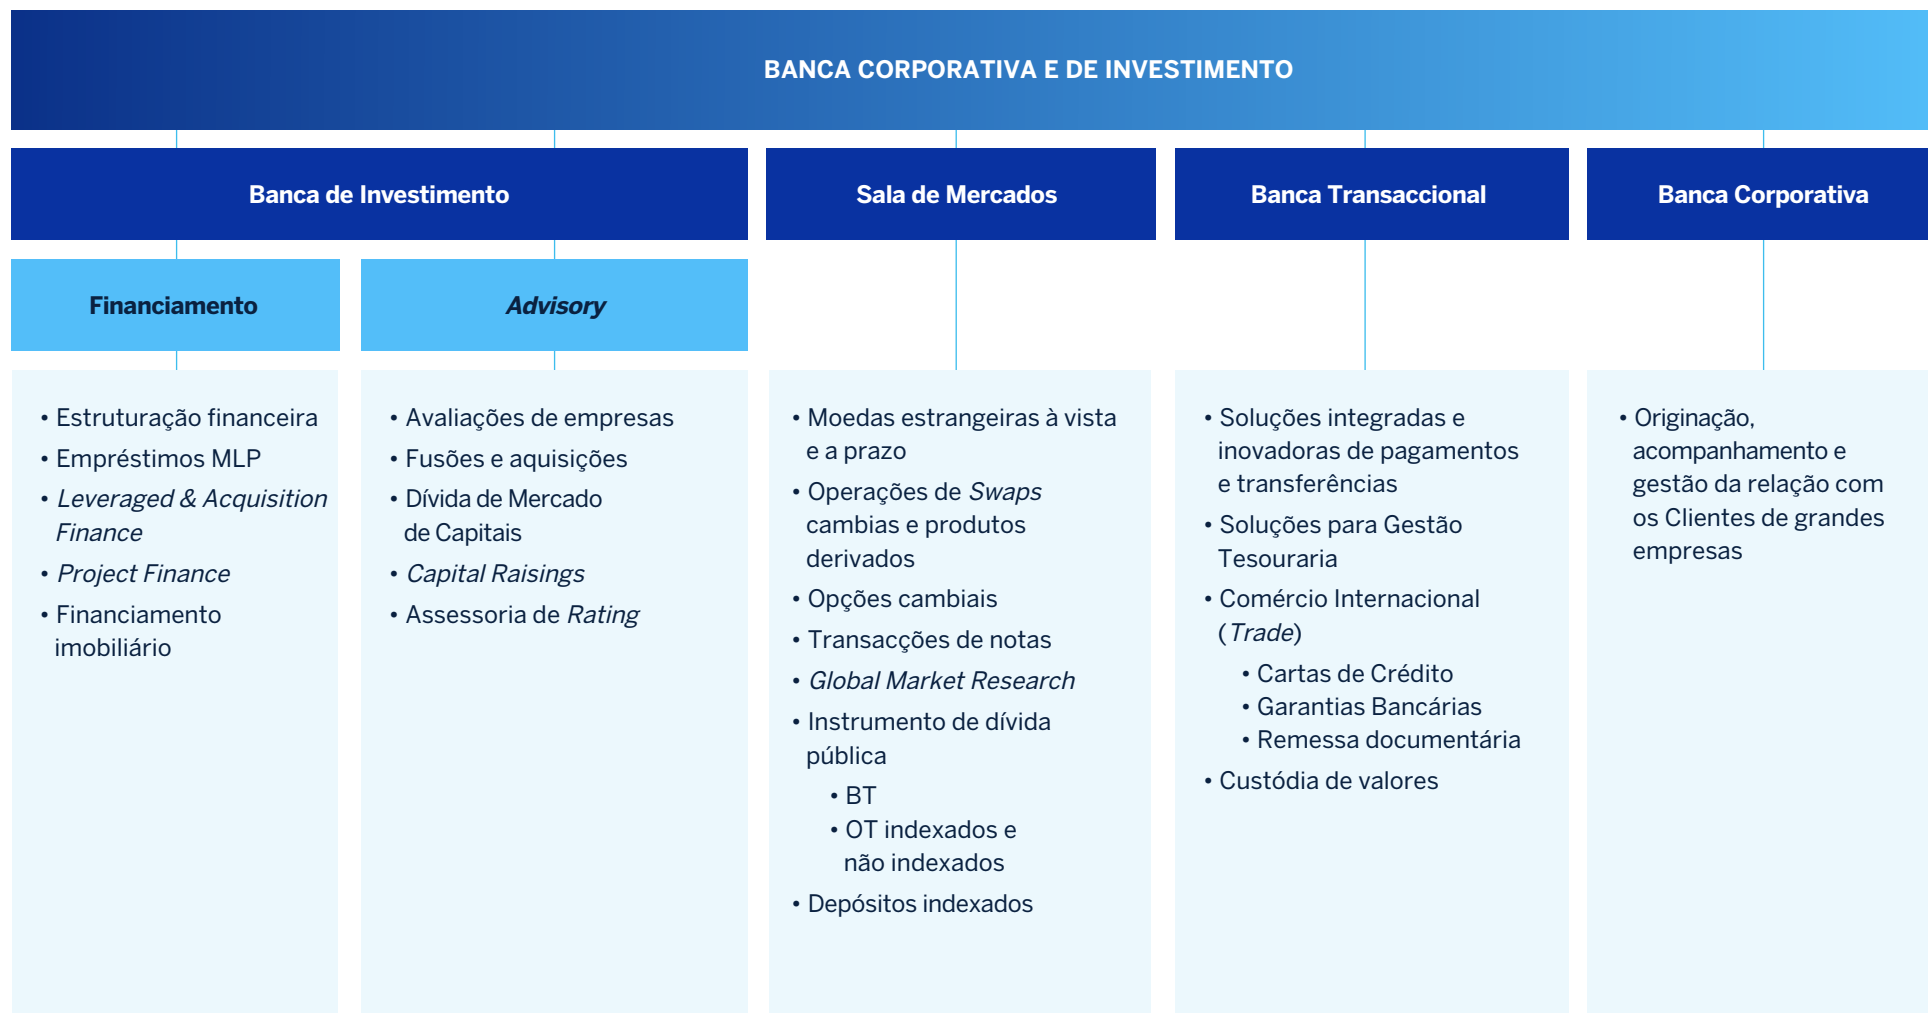 BANCA CORPORATIVA E DE INVESTIMENTO
Banca de Investimento
Sala de Mercados
Banca Transaccional
Banca Corporativa
Financiamento
Advisory
• Estruturação financeira
• Empréstimos MLP
• Leveraged & Acquisition
Finance
• Project Finance
• Financiamento
imobiliário
• Avaliações de empresas
• Fusões e aquisições
• Dívida de Mercado
de Capitais
• Capital Raisings
• Assessoria de Rating
• Moedas estrangeiras à vista
e a prazo
• Operações de Swaps
cambias e produtos
derivados
• Opções cambiais
• Transacções de notas
• Global Market Research
• Instrumento de dívida
pública
• BT
• OT indexados e
não indexados
• Depósitos indexados
• Soluções integradas e
inovadoras de pagamentos
e transferências
• Soluções para Gestão
Tesouraria
• Comércio Internacional
(Trade)
• Cartas de Crédito
• Garantias Bancárias
• Remessa documentária
• Custódia de valores
• Originação,
acompanhamento e
gestão da relação com
os Clientes de grandes
empresas